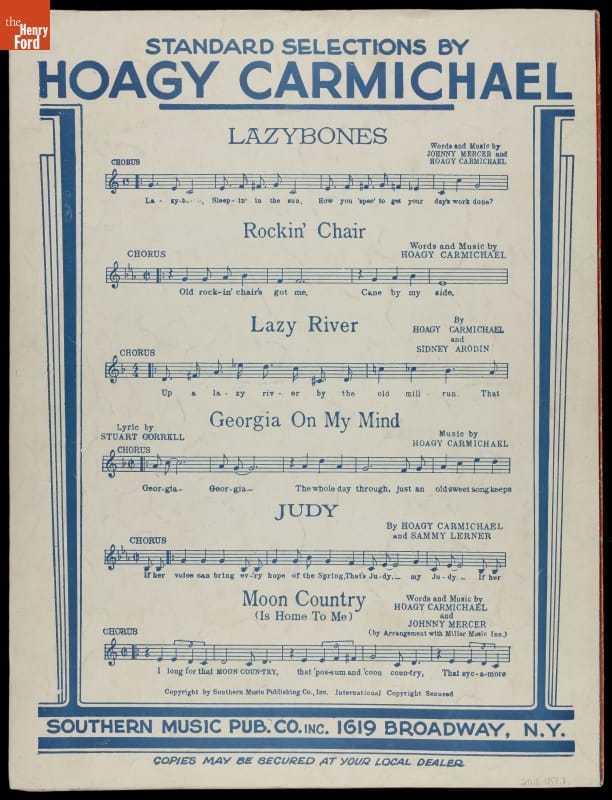 the
Henry
Ford
STANDARD SELECTIONS BY
HOAGY CARMICHAEL
LAZYBONES
Words and Music by
JOHNNY MERCER and
HOAGY CARMICHAEL
CHORUS
La - zy-bones, Sleep-in' in the sun, How you 'spec' to get your day's work done?
Rockin' Chair
Words and Music by
HOAGY CARMICHAEL
CHORUS
Old rock-in' chair's got me, Cane by my side,
Lazy River
By
HOAGY CARMICHAEL
and
SIDNEY ARODIN
CHORUS
Up a la-zy riv-er by the old mill run. That
Georgia On My Mind
Lyric by
STUART GORRELL
Music by
HOAGY CARMICHAEL
CHORUS
Geor-gia— Geor-gia— The whole day through, just an old sweet song keeps
JUDY
By HOAGY CARMICHAEL
and SAMMY LERNER
CHORUS
If her voice can bring ev-'ry hope of the Spring, That's Ju-dy.... my Ju-dy... If her
Moon Country
(Is Home To Me)
Words and Music by
HOAGY CARMICHAEL
and
JOHNNY MERCER
(by Arrangement with Miller Music Inc.)
CHORUS
I long for that MOON COUN-TRY, that 'pos-sum and 'coon coun-try, That syc-a-more
Copyright by Southern Music Publishing Co., Inc. International Copyright Secured
SOUTHERN MUSIC PUB. CO. INC. 1619 BROADWAY, N.Y.
COPIES MAY BE SECURED AT YOUR LOCAL DEALER